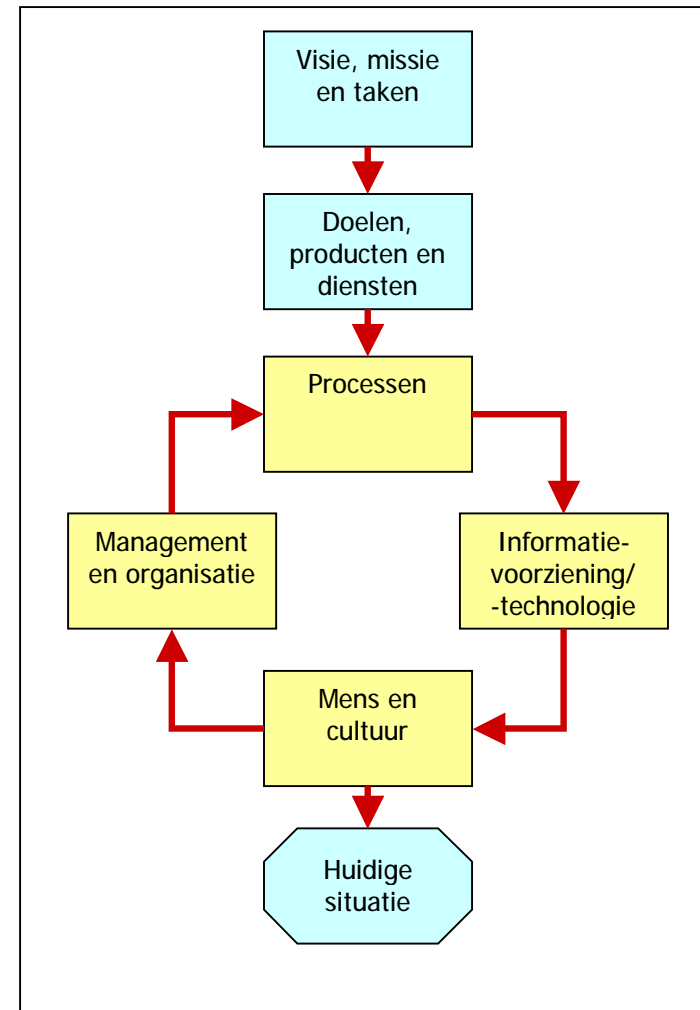 Visie, missie
en taken
Doelen,
producten en
diensten
Processen
Management
en organisatie
Informatie-
voorziening/
-technologie
Mens en
cultuur
Huidige
situatie